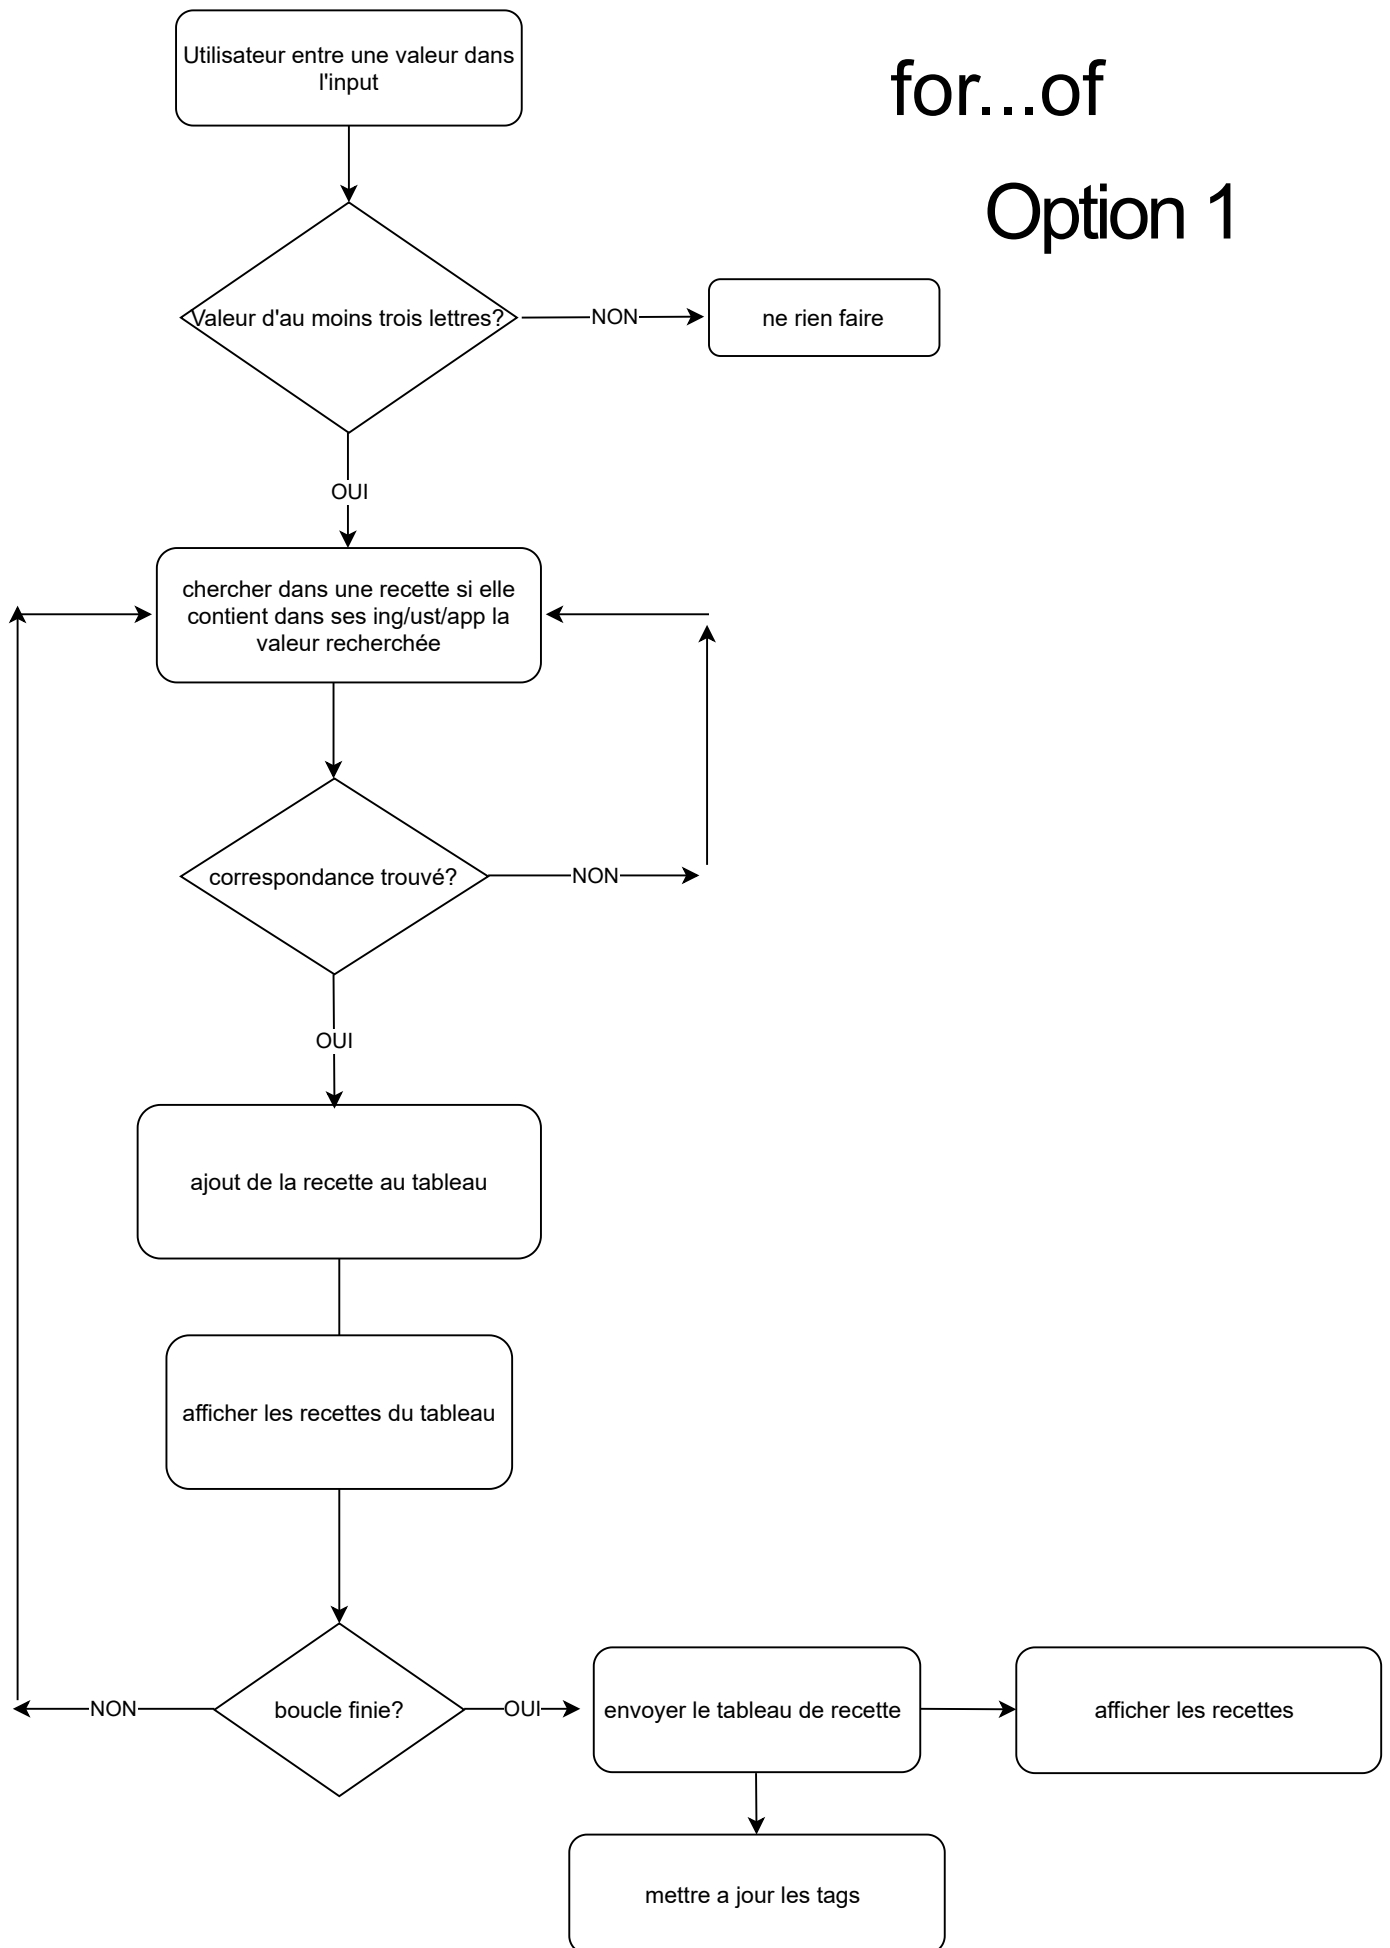 Utilisateur entre une valeur dans
l'input
for...of
Option 1
Valeur d'au moins trois lettres?
NON
ne rien faire
OUI
chercher dans une recette si elle
contient dans ses ing/ust/app la
valeur recherchée
correspondance trouvé?
NON
OUI
ajout de la recette au tableau
afficher les recettes du tableau
NON
boucle finie?
OUI
envoyer le tableau de recette
afficher les recettes
mettre a jour les tags